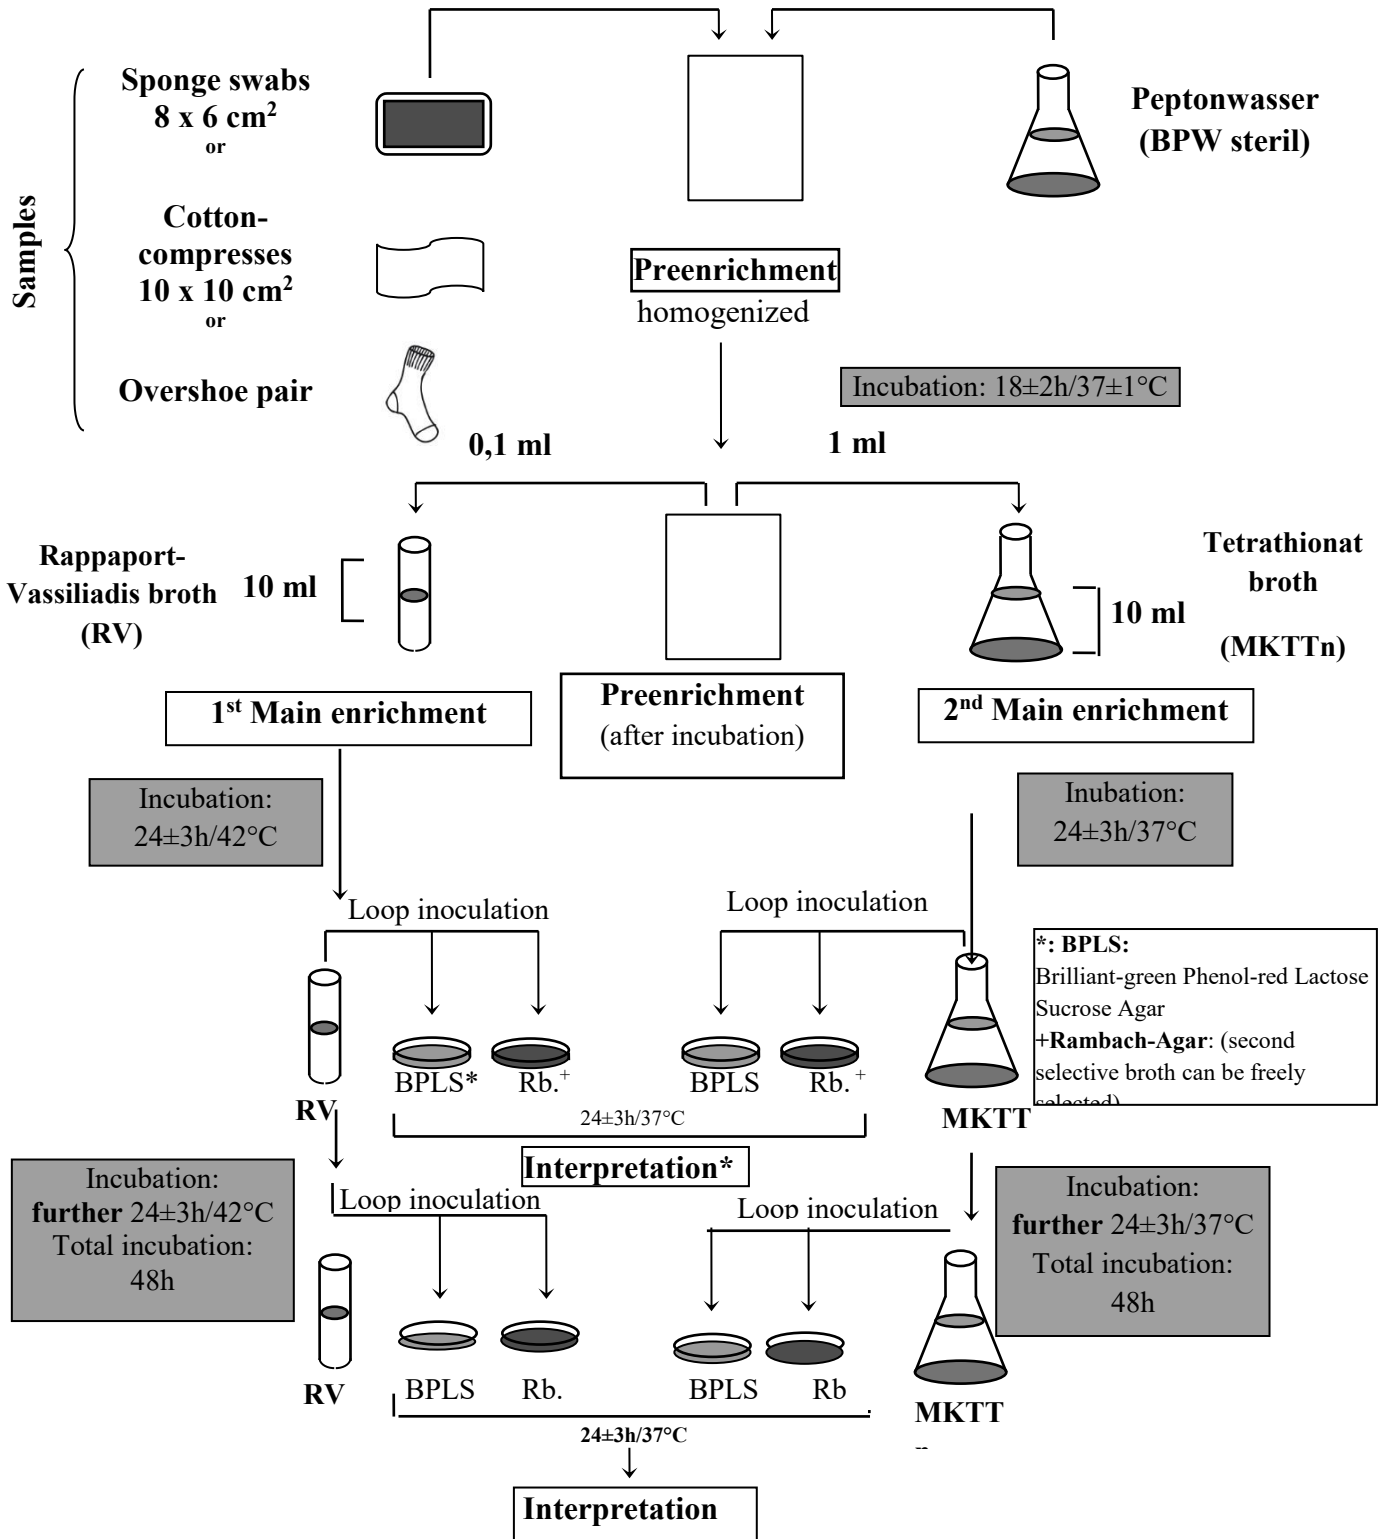 Samples
Sponge swabs
8 x 6 cm²
or
Cotton-
compresses
10 x 10 cm²
or
Overshoe pair
Peptonwasser
(BPW steril)
Preenrichment
homogenized
Incubation: 18±2h/37±1°C
0,1 ml
1 ml
Rappaport-
Vassiliadis broth
(RV)
10 ml
Tetrathionat
broth
(MKTTn)
10 ml
1st Main enrichment
Preenrichment
(after incubation)
2nd Main enrichment
Incubation:
24±3h/42°C
Inubation:
24±3h/37°C
Loop inoculation
Loop inoculation
*: BPLS:
Brilliant-green Phenol-red Lactose
Sucrose Agar
+Rambach-Agar: (second
selective broth can be freely
selected)
RV
BPLS*
Rb.+
BPLS
Rb.+
MKTT
24±3h/37°C
Interpretation*
Incubation:
further 24±3h/42°C
Total incubation:
48h
Loop inoculation
Loop inoculation
Incubation:
further 24±3h/37°C
Total incubation:
48h
RV
BPLS
Rb.
BPLS
Rb
MKTT
n
24±3h/37°C
Interpretation